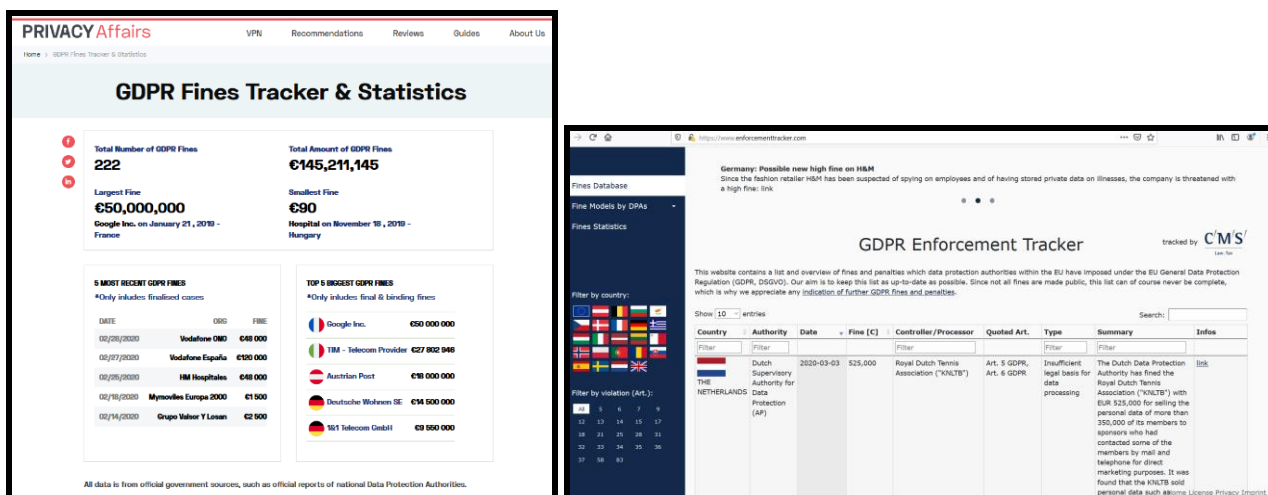 PRIVACY Affairs
VPN Recommendations Reviews Guides About Us
Home > GDPR Fines Tracker & Statistics
GDPR Fines Tracker & Statistics
Total Number of GDPR Fines
222
Total Amount of GDPR Fines
€145,211,145
Largest Fine
€50,000,000
Google Inc. on January 21 , 2019 -
France
Smallest Fine
€90
Hospital on November 18 , 2019 -
Hungary
5 MOST RECENT GDPR FINES
*Only inludes finalised cases
DATE ORG FINE
02/28/2020 Vodafone ONO €48 000
02/27/2020 Vodafone España €120 000
02/25/2020 HM Hospitales €48 000
02/18/2020 Mymoviles Europa 2000 €1 500
02/14/2020 Grupo Valsor Y Losan €2 500
TOP 5 BIGGEST GDPR FINES
*Only inludes final & binding fines
Google Inc. €50 000 000
TIM - Telecom Provider €27 802 946
Austrian Post €18 000 000
Deutsche Wohnen SE €14 500 000
1&1 Telecom GmbH €9 550 000
All data is from official government sources, such as official reports of national Data Protection Authorities.
https://www.enforcementtracker.com
Fines Database
Fine Models by DPAs
Fines Statistics
Filter by country:
Filter by violation (Art.):
All 5 6 7 9
12 13 14 15 17
18 21 25 28 31
32 33 34 35 36
37 58 83
Germany: Possible new high fine on H&M
Since the fashion retailer H&M has been suspected of spying on employees and of having stored private data on illnesses, the company is threatened with
a high fine: link
GDPR Enforcement Tracker
tracked by C'M'S'
Law.Tax
This website contains a list and overview of fines and penalties which data protection authorities within the EU have imposed under the EU General Data Protection
Regulation (GDPR, DSGVO). Our aim is to keep this list as up-to-date as possible. Since not all fines are made public, this list can of course never be complete,
which is why we appreciate any indication of further GDPR fines and penalties.
Show 10 entries
Search:
Country Authority Date Fine [€] Controller/Processor Quoted Art. Type Summary Infos
Filter Filter Filter Filter Filter
THE
NETHERLANDS
Dutch
Supervisory
Authority for
Data
Protection
(AP)
2020-03-03
525,000
Royal Dutch Tennis
Association ("KNLTB")
Art. 5 GDPR,
Art. 6 GDPR
Insufficient
legal basis for
data
processing
The Dutch Data Protection
Authority has fined the
Royal Dutch Tennis
Association ("KNLTB") with
EUR 525,000 for selling the
personal data of more than
350,000 of its members to
sponsors who had
contacted some of the
members by mail and
telephone for direct
marketing purposes. It was
found that the KNLTB sold
personal data such as
link
Home License Privacy Imprint